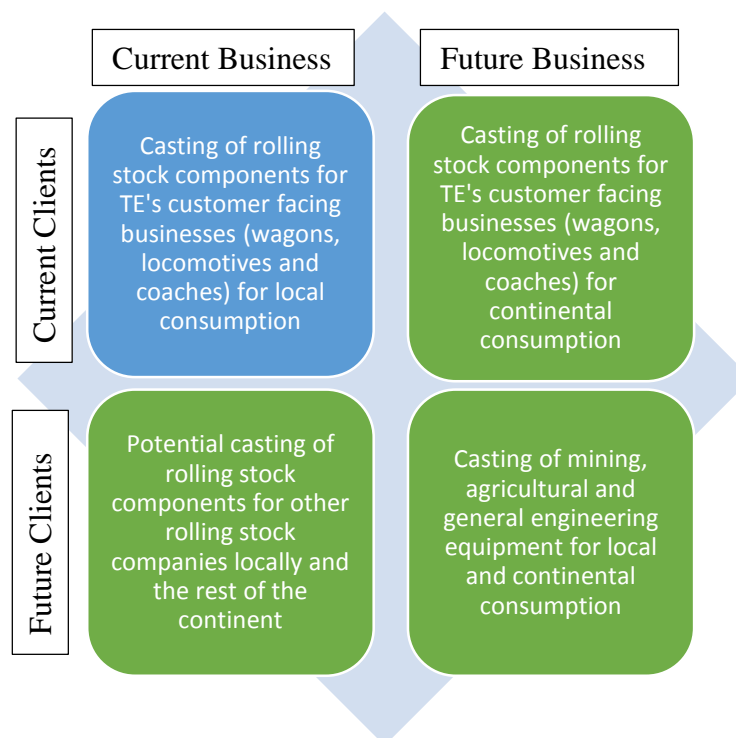 Current Business
Future Business
Current Clients
Casting of rolling
stock components for
TE's customer facing
businesses (wagons,
locomotives and
coaches) for local
consumption
Casting of rolling
stock components for
TE's customer facing
businesses (wagons,
locomotives and
coaches) for
continental
consumption
Future Clients
Potential casting of
rolling stock
components for other
rolling stock
companies locally and
the rest of the
continent
Casting of mining,
agricultural and
general engineering
equipment for local
and continental
consumption